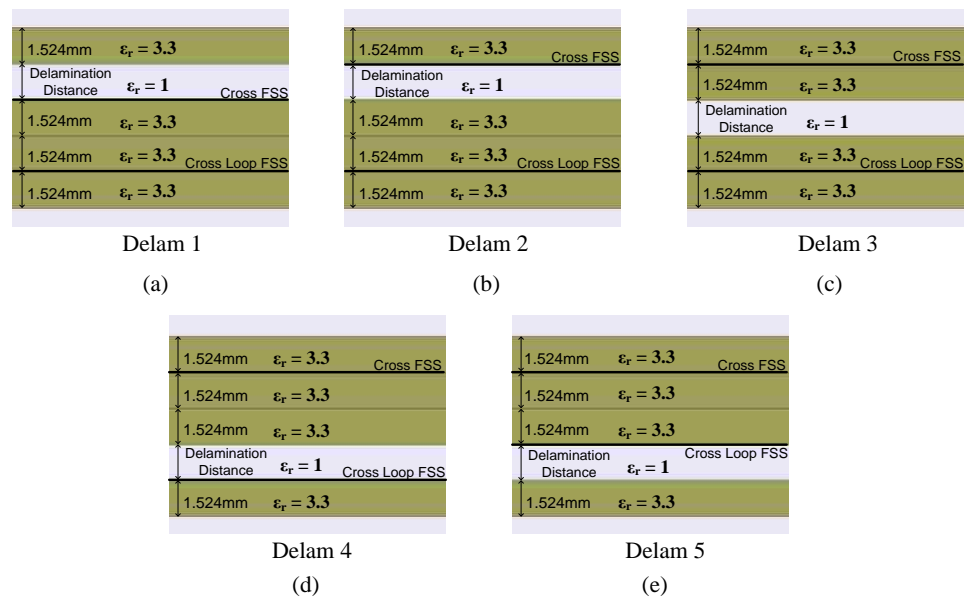 1.524mm εr = 3.3
Delamination
Distance εr = 1
Cross FSS
1.524mm εr = 3.3
1.524mm εr = 3.3
Cross Loop FSS
1.524mm εr = 3.3
Delam 1
(a)
1.524mm εr = 3.3
Cross FSS
Delamination
Distance εr = 1
1.524mm εr = 3.3
1.524mm εr = 3.3
Cross Loop FSS
1.524mm εr = 3.3
Delam 2
(b)
1.524mm εr = 3.3
Cross FSS
1.524mm εr = 3.3
Delamination
Distance εr = 1
1.524mm εr = 3.3
Cross Loop FSS
1.524mm εr = 3.3
Delam 3
(c)
1.524mm εr = 3.3
Cross FSS
1.524mm εr = 3.3
1.524mm εr = 3.3
Delamination
Distance εr = 1
Cross Loop FSS
1.524mm εr = 3.3
Delam 4
(d)
1.524mm εr = 3.3
Cross FSS
1.524mm εr = 3.3
1.524mm εr = 3.3
Cross Loop FSS
Delamination
Distance εr = 1
1.524mm εr = 3.3
Delam 5
(e)